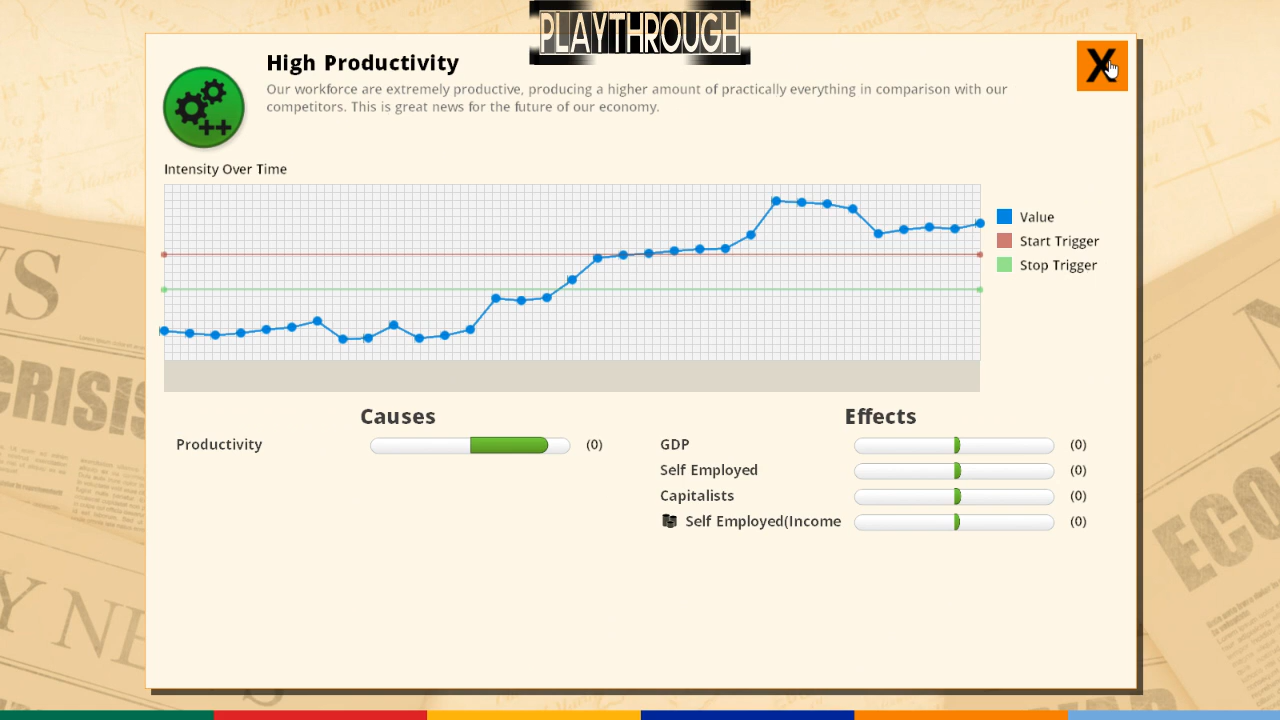 PLAYTHROUGH
High Productivity
X
Our workforce are extremely productive, producing a higher amount of practically everything in comparison with our
competitors. This is great news for the future of our economy.
++
Intensity Over Time
Value
Start Trigger
Stop Trigger
Causes
Productivity
(0)
Effects
GDP
(0)
Self Employed
(0)
Capitalists
(0)
Self Employed(Income
(0)
CRISIS
Y NE
ECO